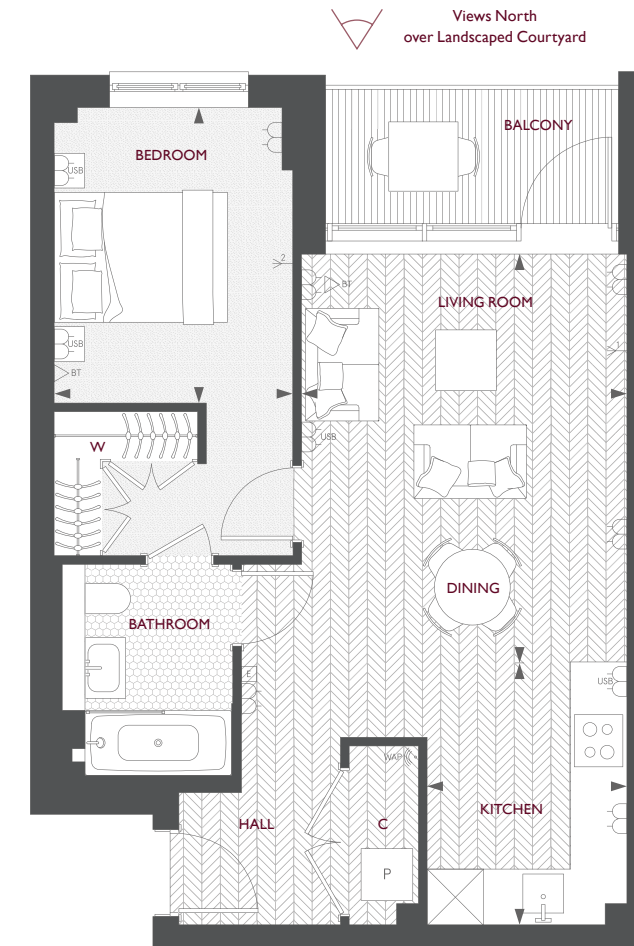 Views North
over Landscaped Courtyard
BALCONY
BEDROOM
USB
2
BT
LIVING ROOM
1
USB
BT
USB
W
DINING
BATHROOM
E
USB
WAP
HALL
C
KITCHEN
P